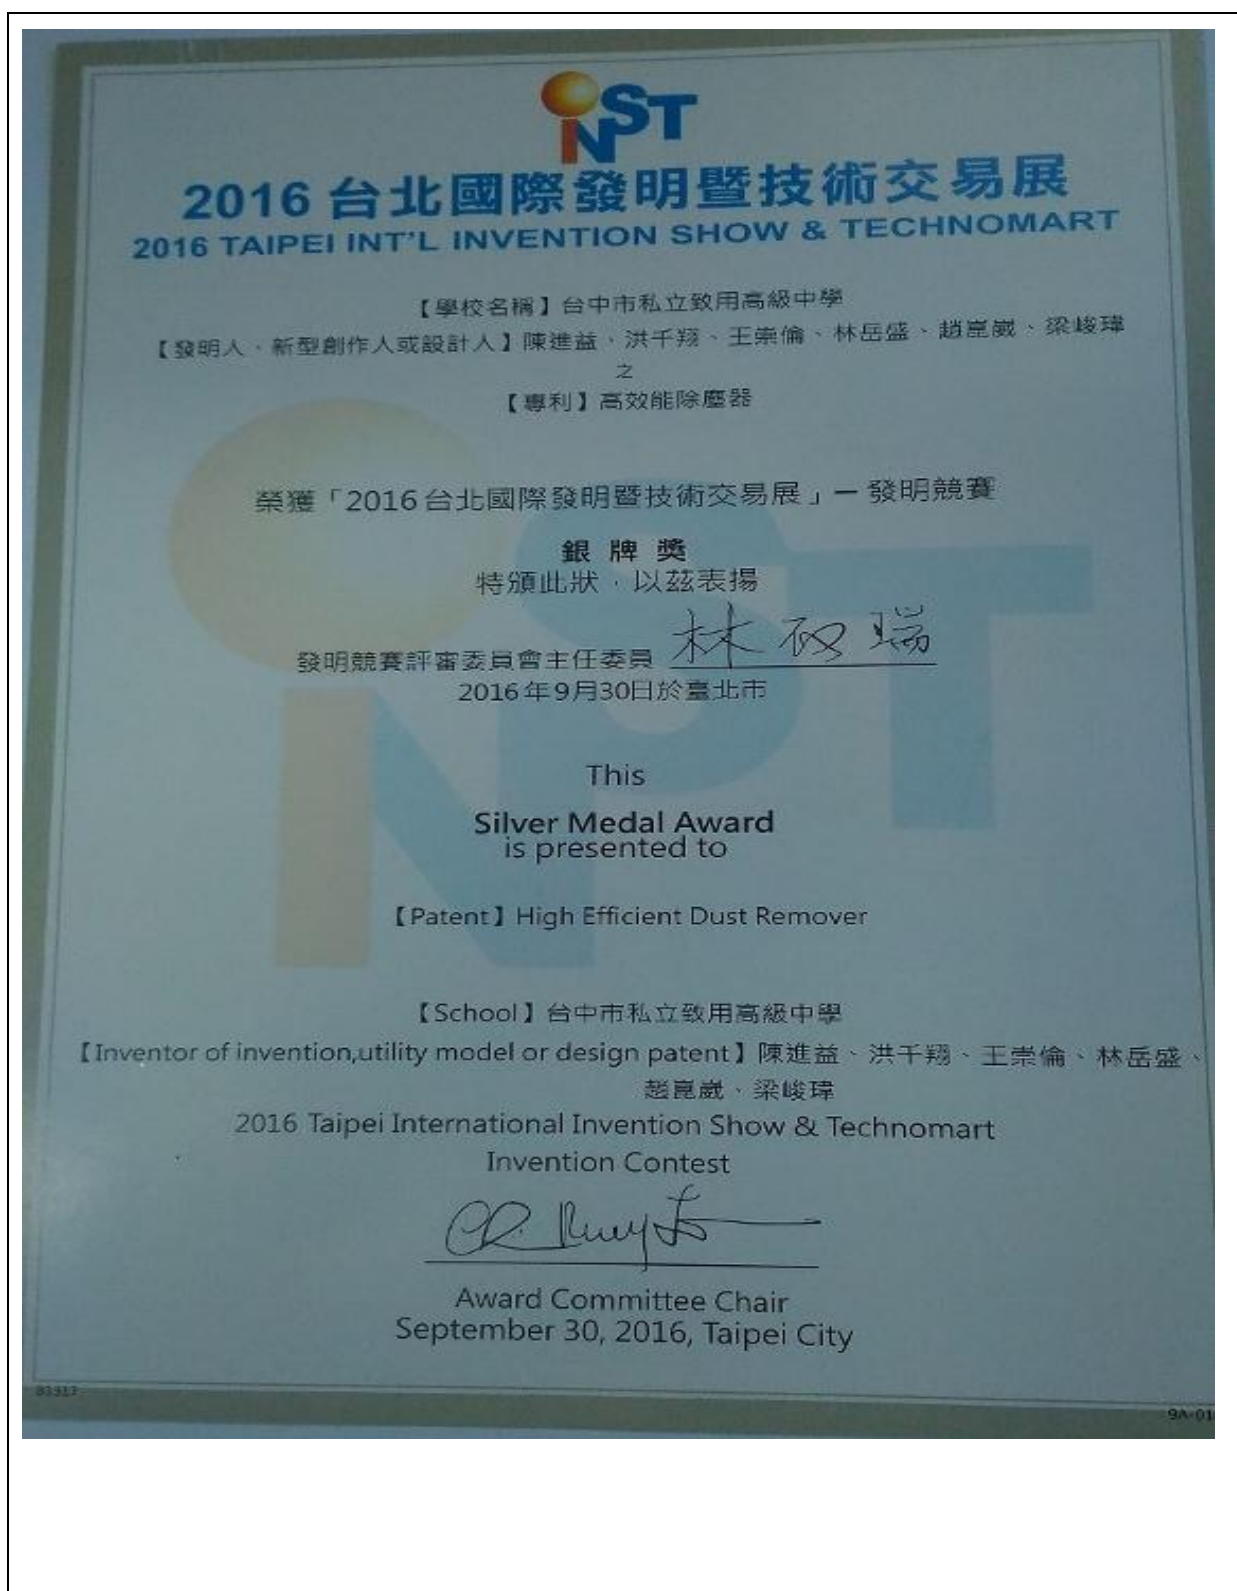 iNST
2016 台北國際發明暨技術交易展
2016 TAIPEI INT'L INVENTION SHOW & TECHNOMART
【學校名稱】台中市私立致用高級中學
【發明人、新型創作人或設計人】陳進益、洪千翔、王崇倫、林岳盛、趙崑崴、梁峻瑋
之
【專利】高效能除塵器
榮獲「2016 台北國際發明暨技術交易展」— 發明競賽
銀 牌 獎
特頒此狀,以茲表揚
發明競賽評審委員會主任委員 林 瑞
2016 年 9 月30日於臺北市
This
Silver Medal Award
is presented to
【Patent】High Efficient Dust Remover
【School】台中市私立致用高級中學
【Inventor of invention,utility model or design patent】陳進益、洪千翔、王崇倫、林岳盛、
趙崑崴、梁峻瑋
2016 Taipei International Invention Show & Technomart
Invention Contest
Award Committee Chair
September 30, 2016, Taipei City